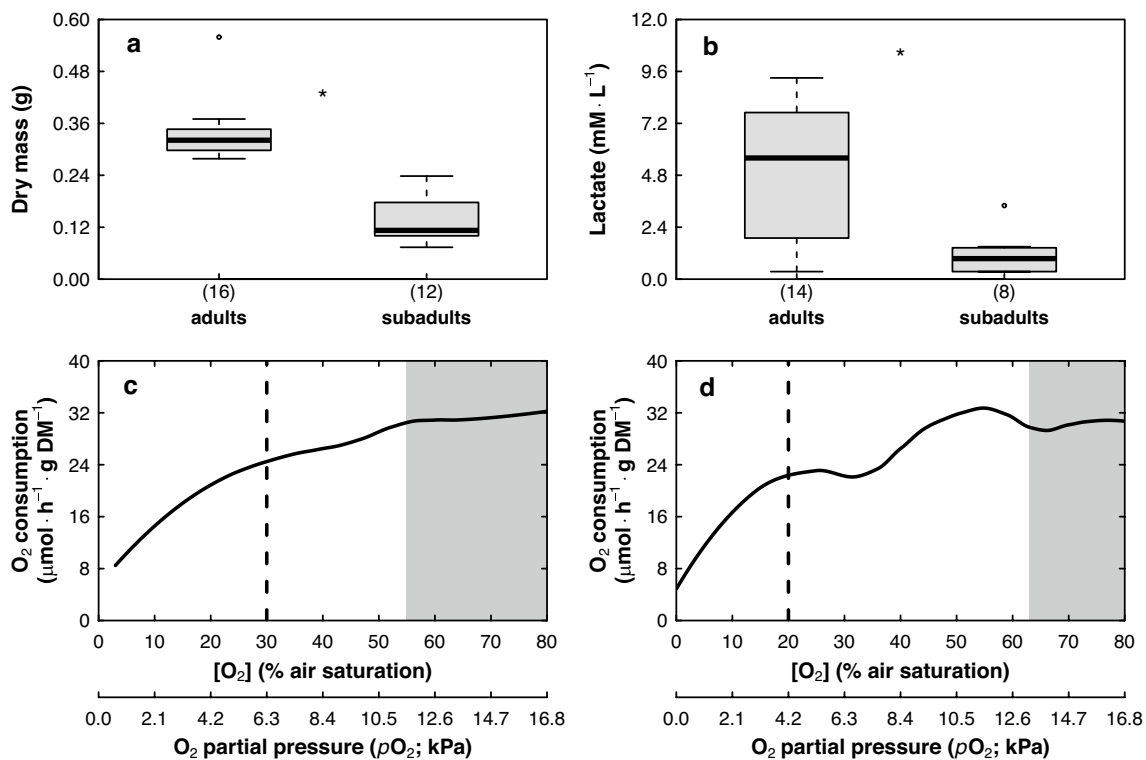 a
Dry mass (g)
0.60
0.48
0.36
0.24
0.12
0.00
*
(16)
(12)
adults
subadults
b
Lactate (mM · L⁻¹)
12.0
9.6
7.2
4.8
2.4
0.00
*
(14)
(8)
adults
subadults
c
O₂ consumption
(μmol · h⁻¹ · g DM⁻¹)
40
32
24
16
8
0
0 10 20 30 40 50 60 70 80
[O₂] (% air saturation)
0.0 2.1 4.2 6.3 8.4 10.5 12.6 14.7 16.8
O₂ partial pressure (pO₂; kPa)
d
O₂ consumption
(μmol · h⁻¹ · g DM⁻¹)
40
32
24
16
8
0
0 10 20 30 30 50 60 70 80
[O₂] (% air saturation)
0.0 2.1 4.2 6.3 8.4 10.5 12.6 14.7 16.8
O₂ partial pressure (pO₂; kPa)